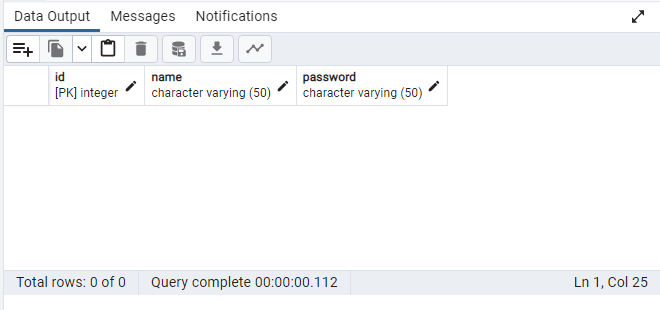 Data Output Messages Notifications
id name password
[PK] integer character varying (50) character varying (50)
Total rows: 0 of 0 Query complete 00:00:00.112 Ln 1, Col 25